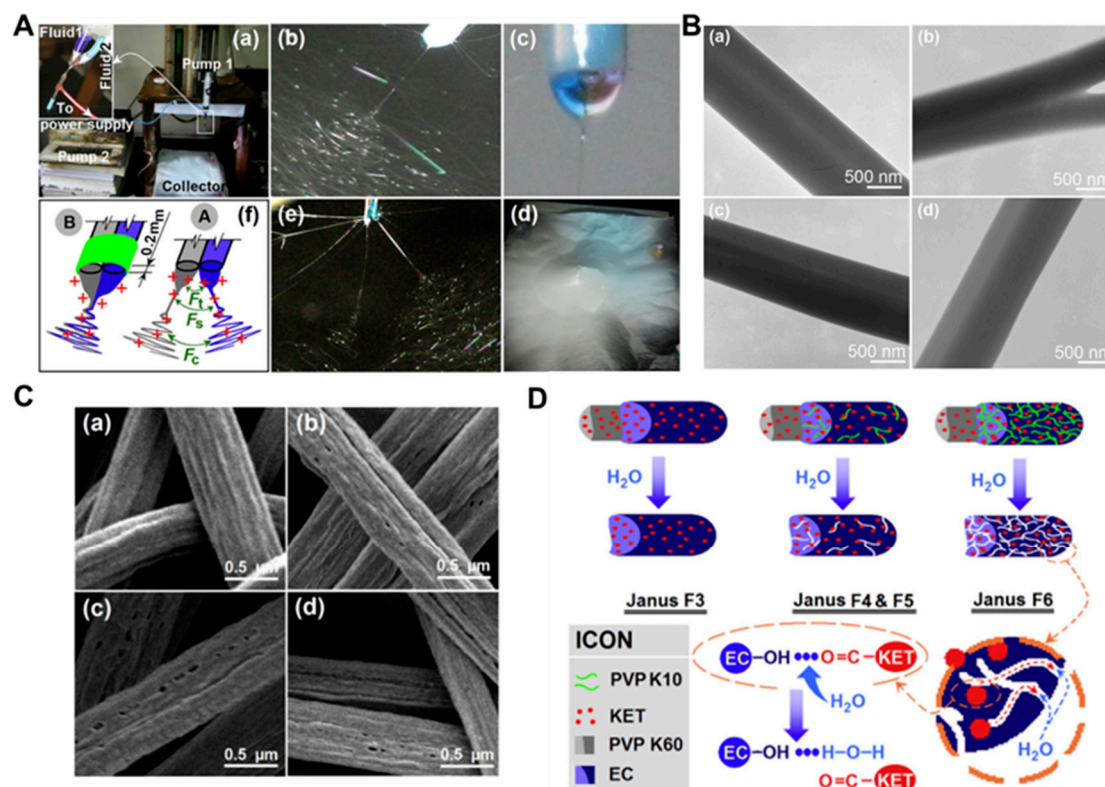 A
Fluid1
Fluid 2
(a)
Pump 1
To
power supply
Pump 2
Collector
(b)
(c)
(f)
B
A
0.2mm
Ft
Fs
Fc
(e)
(d)
B
(a)
500 nm
(b)
500 nm
(c)
500 nm
(d)
500 nm
C
(a)
0.5 µm
(b)
0.5 µm
(c)
0.5 µm
(d)
0.5 µm
D
H₂O
H₂O
H₂O
Janus F3
Janus F4 & F5
Janus F6
ICON
PVP K10
KET
PVP K60
EC
EC–OH •••O=C–KET
H₂O
EC–OH •••H–O–H
O=C–KET
H₂O